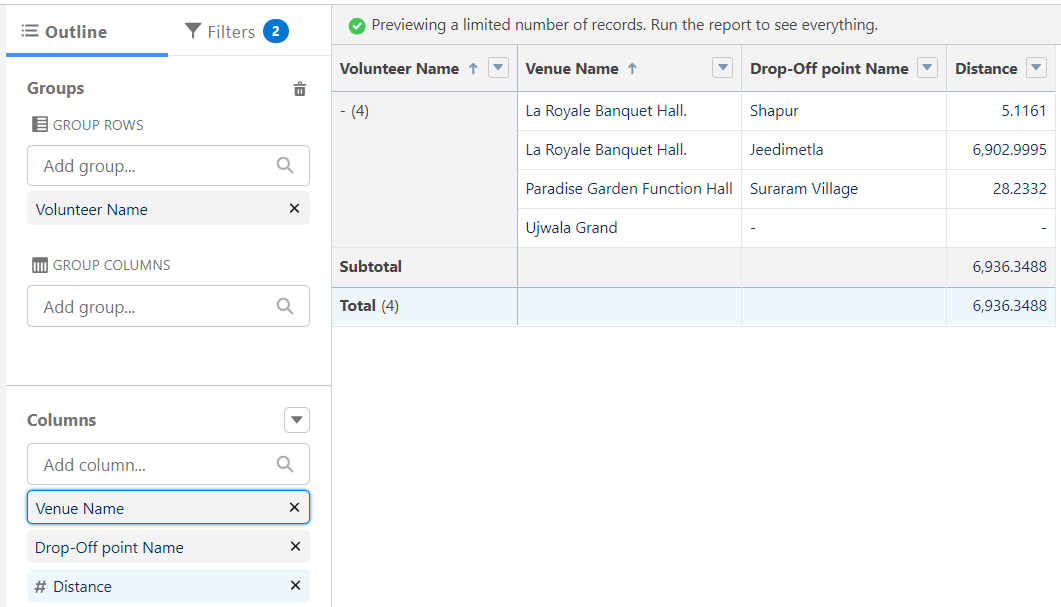 Outline
Filters 2
Groups
GROUP ROWS
Add group...
Volunteer Name
GROUP COLUMNS
Add group...
Columns
Add column...
Venue Name
Drop-Off point Name
# Distance
Previewing a limited number of records. Run the report to see everything.
Volunteer Name ↑ Venue Name ↑ Drop-Off point Name Distance
- (4) La Royale Banquet Hall. Shapur 5.1161
La Royale Banquet Hall. Jeedimetla 6,902.9995
Paradise Garden Function Hall Suraram Village 28.2332
Ujwala Grand - -
Subtotal 6,936.3488
Total (4) 6,936.3488